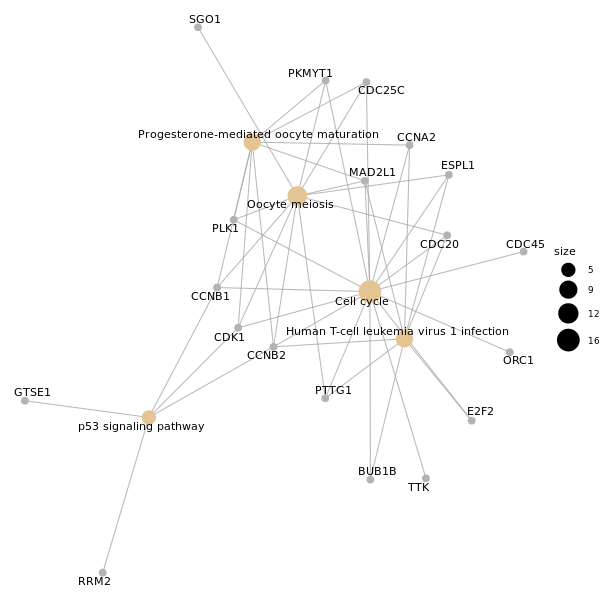 SGO1
PKMYT1
CDC25C
Progesterone-mediated oocyte maturation
CCNA2
MAD2L1
ESPL1
Oocyte meiosis
PLK1
CDC20
CDC45
size
5
9
12
16
CCNB1
Cell cycle
CDK1
Human T-cell leukemia virus 1 infection
CCNB2
ORC1
GTSE1
PTTG1
E2F2
p53 signaling pathway
BUB1B
TTK
RRM2